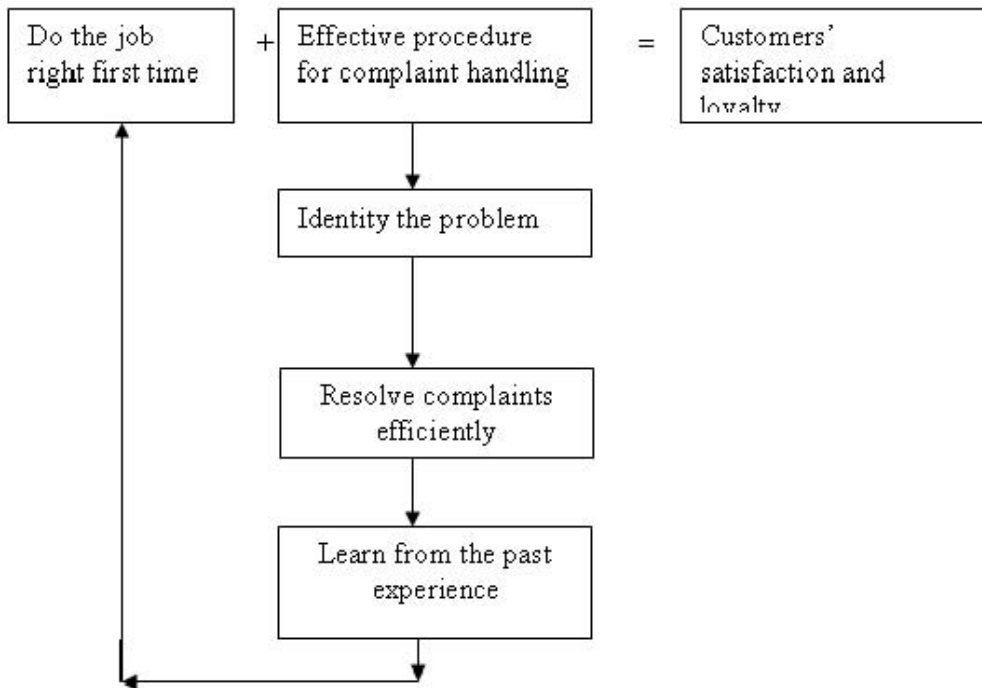 Do the job
right first time
+
Effective procedure
for complaint handling
=
Customers’
satisfaction and
loyalty
Identity the problem
Resolve complaints
efficiently
Learn from the past
experience